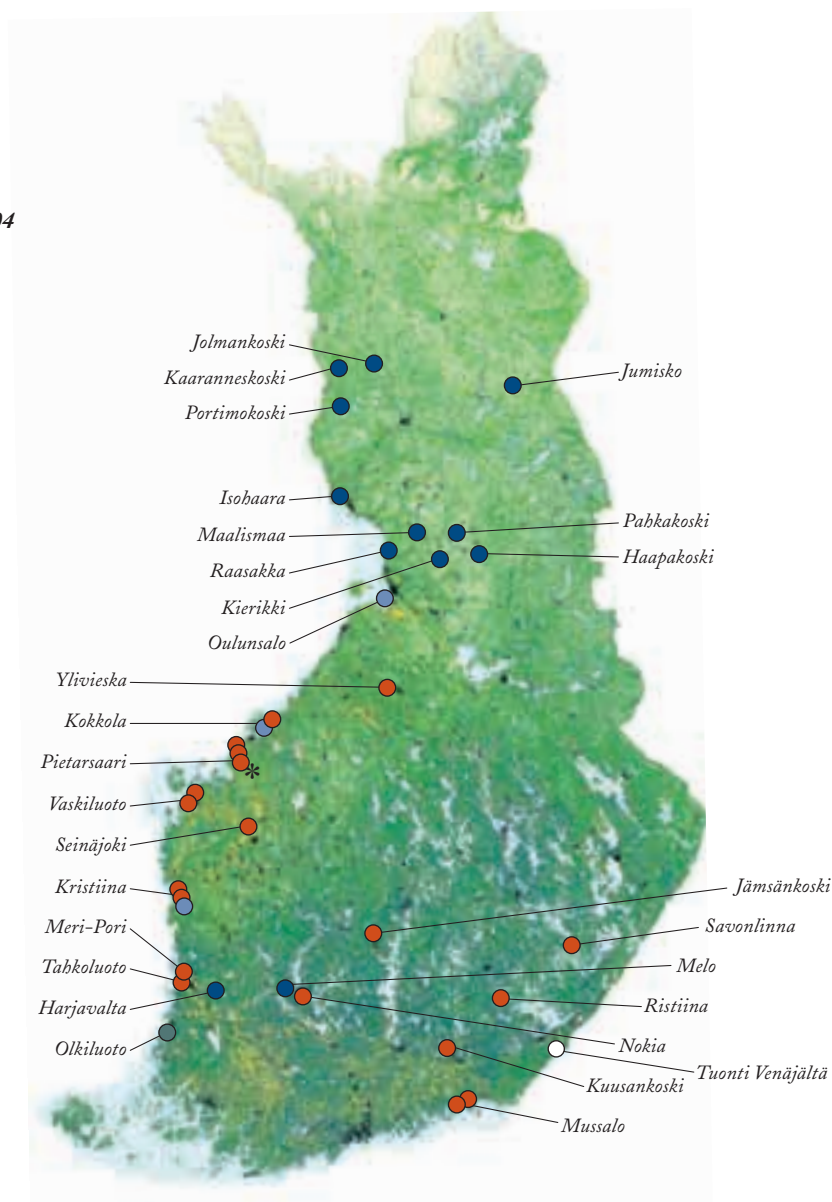 04
Jolmankoski
Kaaranneskoski
Jumisko
Portimokoski
Isohaara
Maalismaa
Pahkakoski
Raasakka
Haapakoski
Kierikki
Oulunsalo
Ylivieska
Kokkola
Pietarsaari
*
Vaskiluoto
Seinäjoki
Kristiina
Jämsänkoski
Meri-Pori
Savonlinna
Tahkoluoto
Melo
Harjavalta
Ristiina
Olkiluoto
Nokia
Tuonti Venäjältä
Kuusankoski
Mussalo